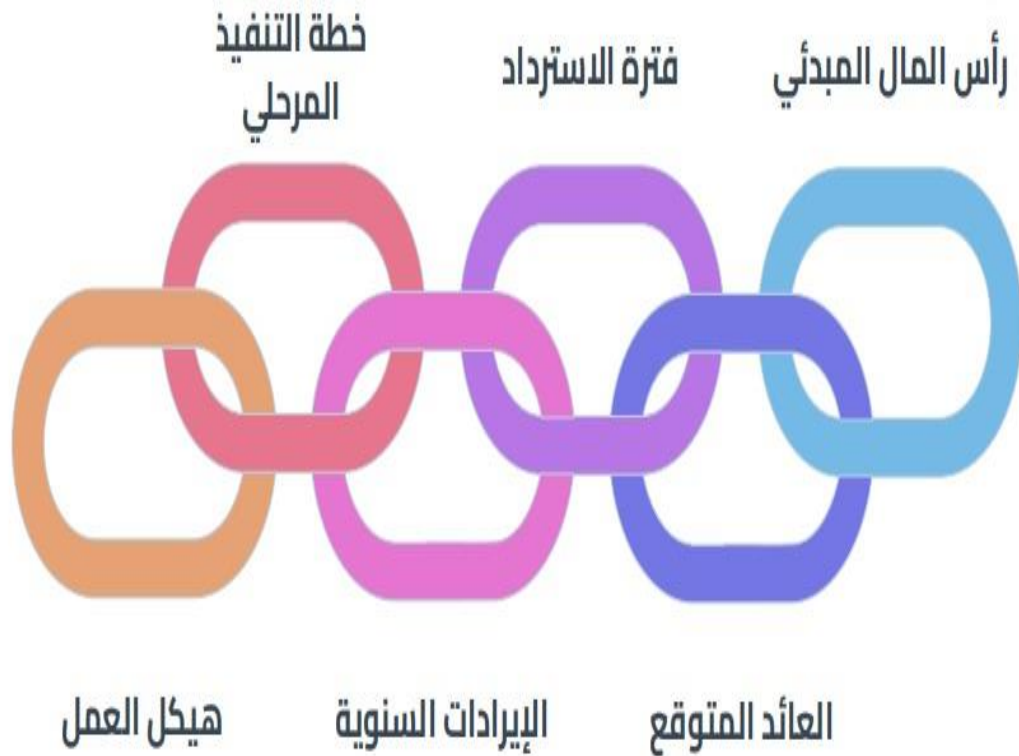 رأس المال المبدئي
العائد المتوقع
فترة الاسترداد
الإيرادات السنوية
خطة التنفيذ
المرحلي
هيكل العمل